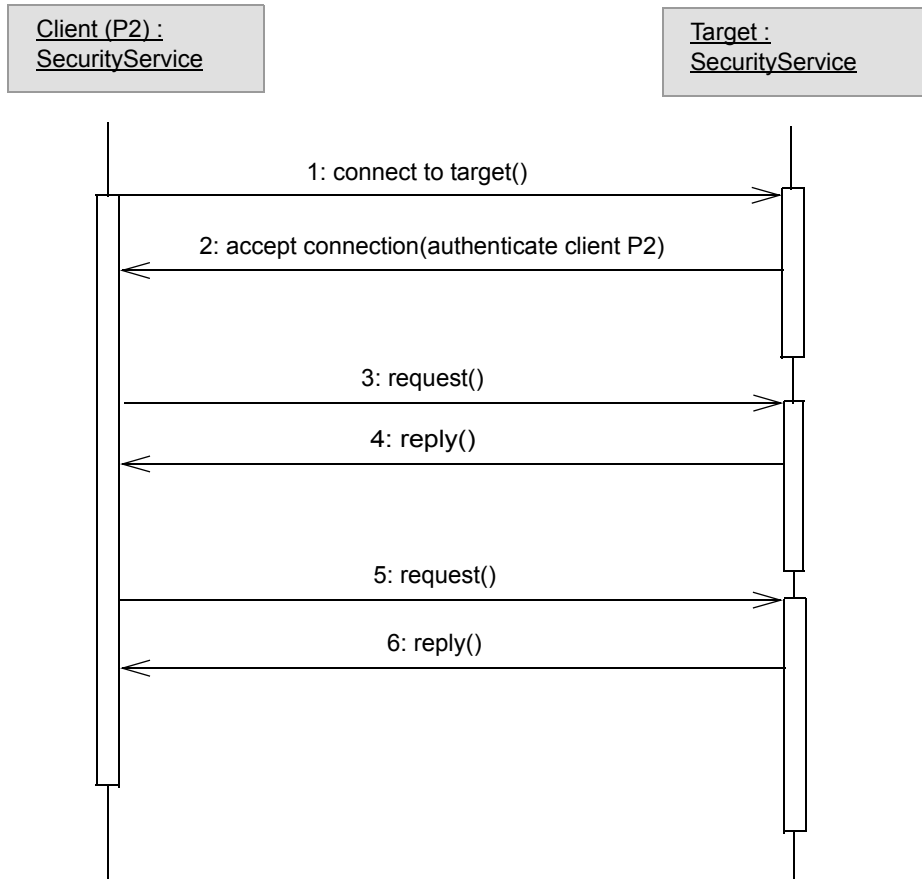 Client (P2) :
SecurityService
Target :
SecurityService
1: connect to target()
2: accept connection(authenticate client P2)
3: request()
4: reply()
5: request()
6: reply()